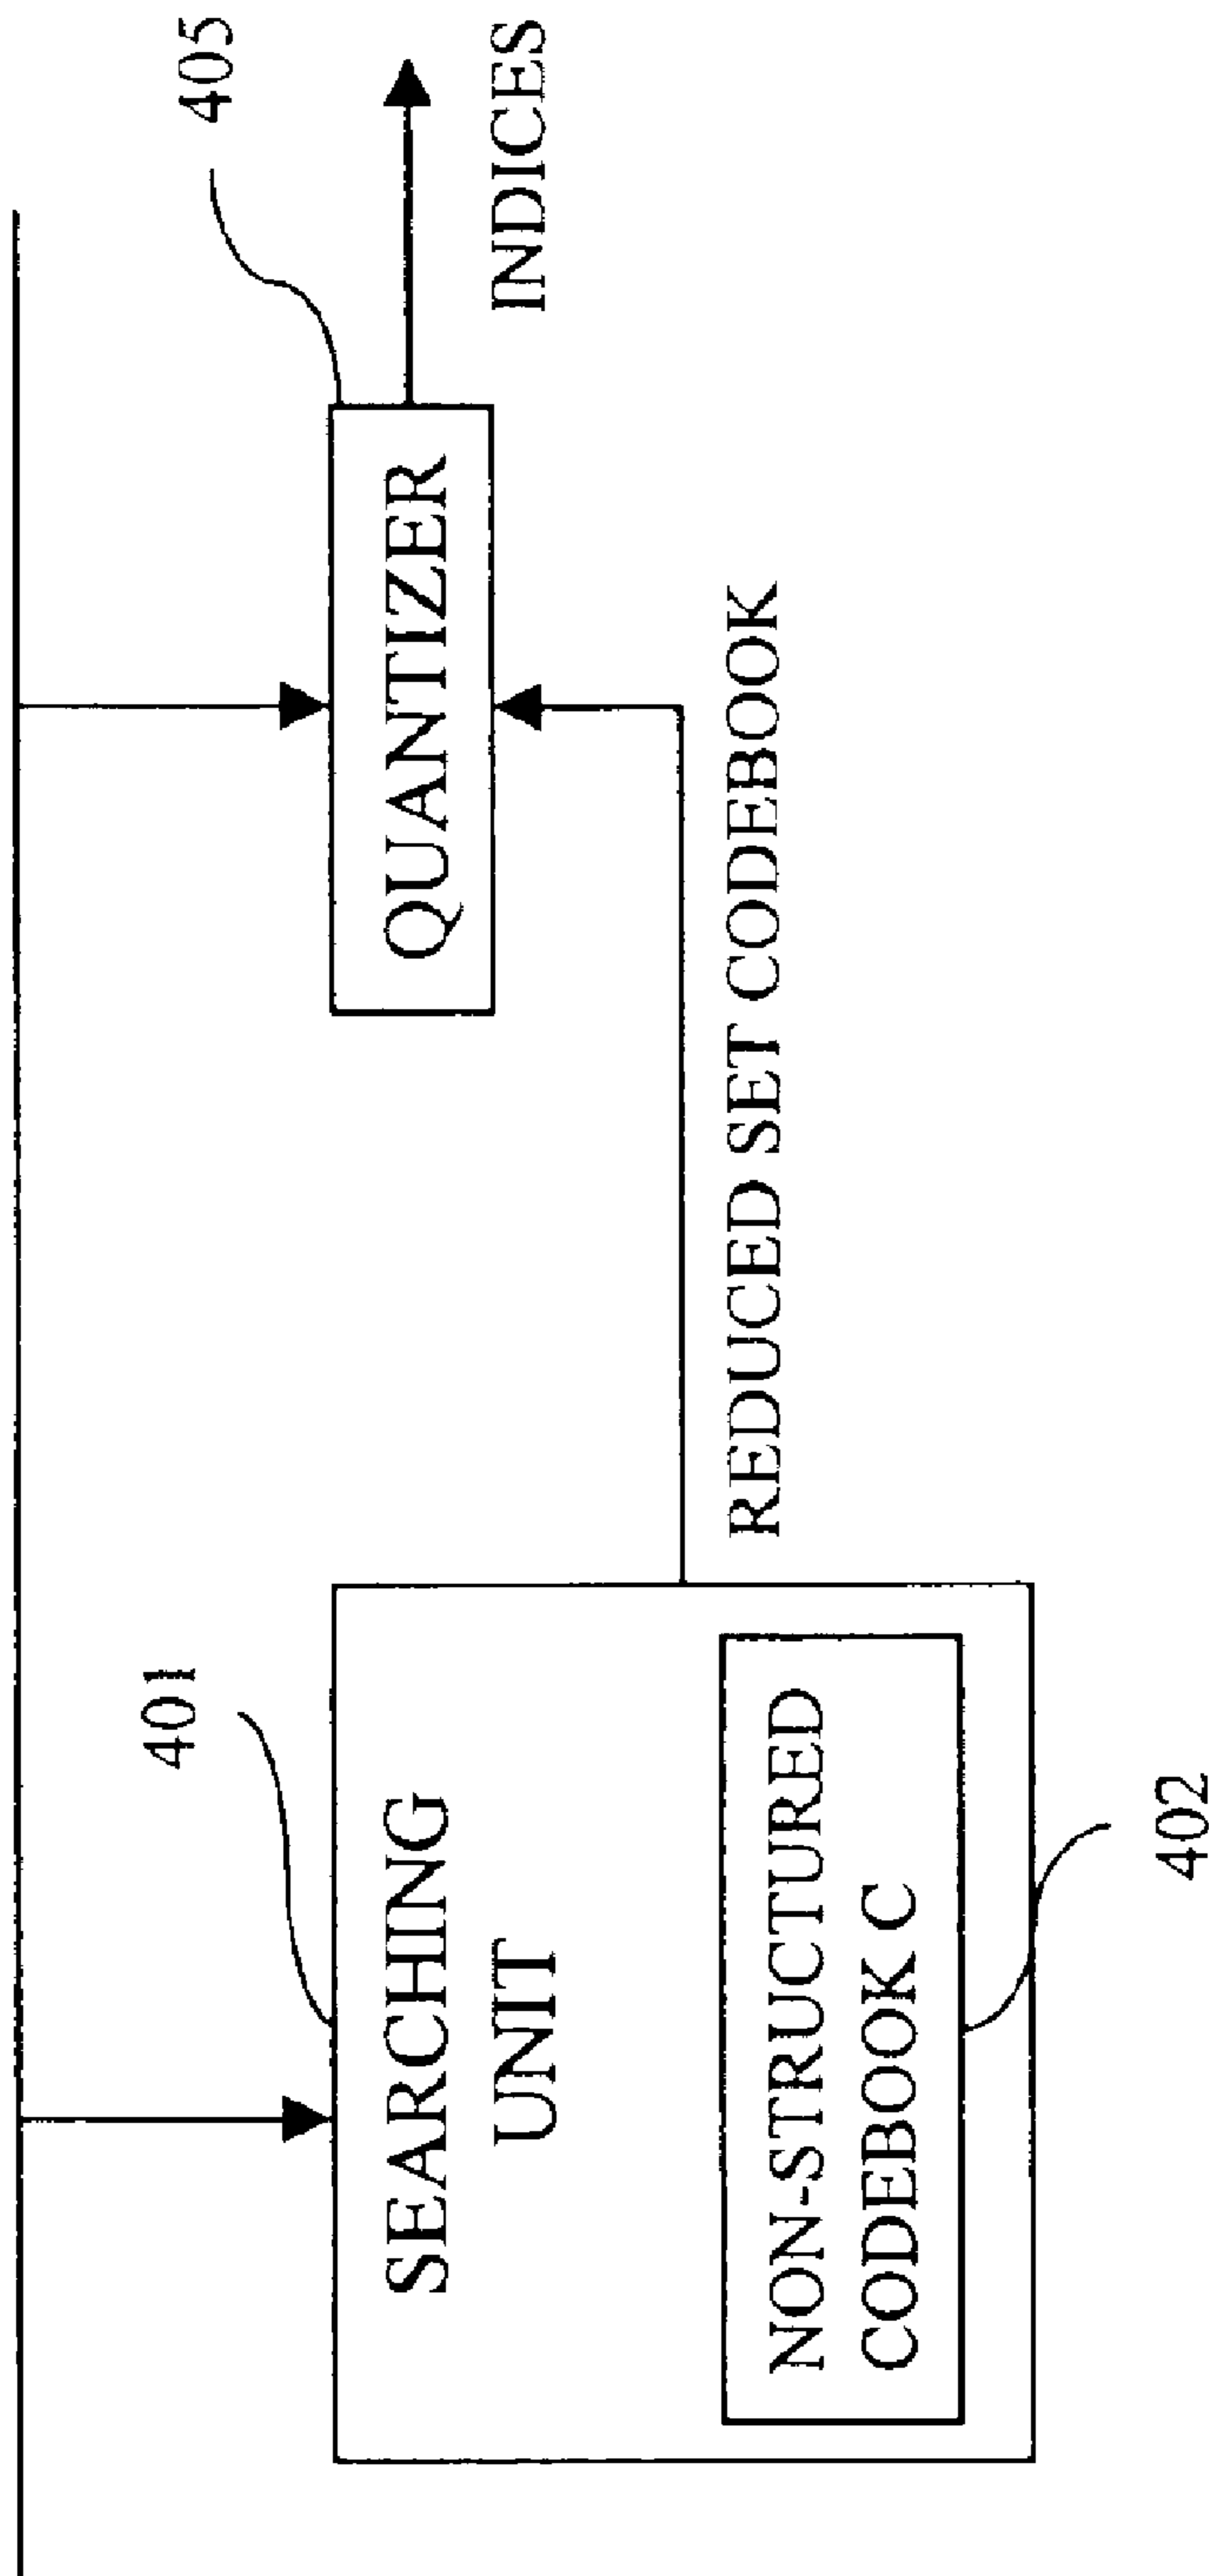 401
SEARCHING
UNIT
NON-STRUCTURED
CODEBOOK C
402
REDUCED SET CODEBOOK
QUANTIZER
405
INDICES